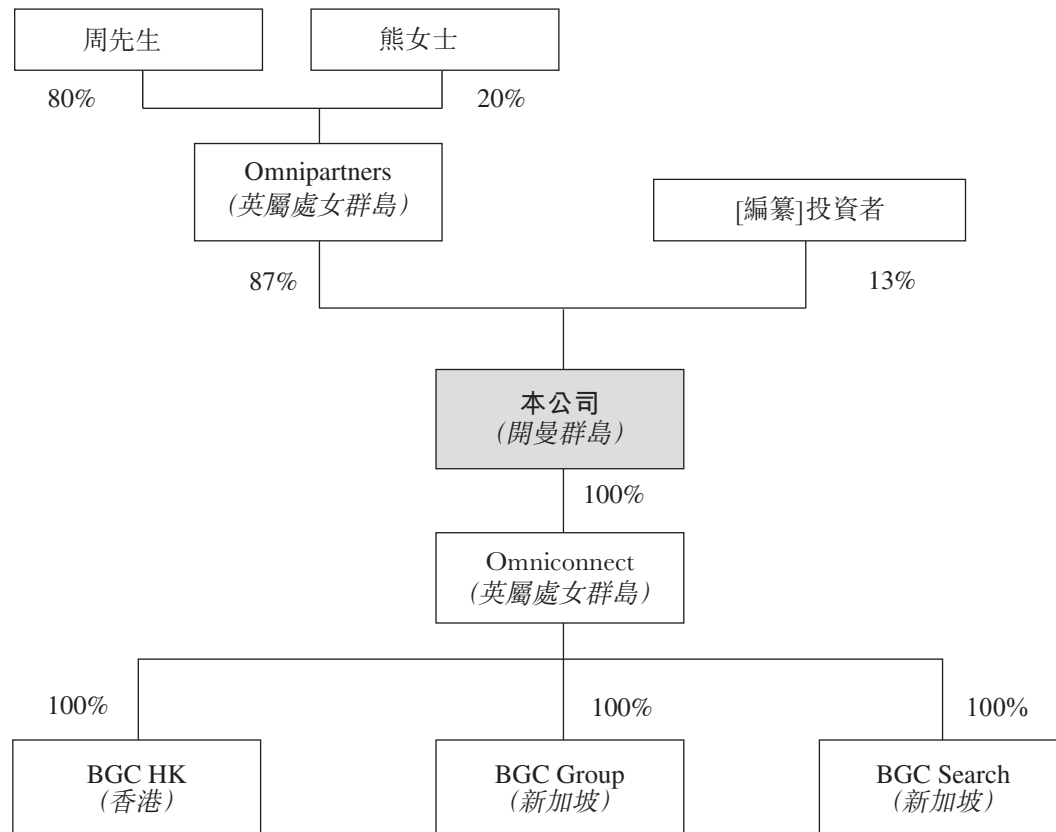 周先生
熊女士
80%
20%
Omnipartners
(英屬處女群島)
[編纂]投資者
87%
13%
本公司
(開曼群島)
100%
Omniconnect
(英屬處女群島)
100%
100%
100%
BGC HK
(香港)
BGC Group
(新加坡)
BGC Search
(新加坡)